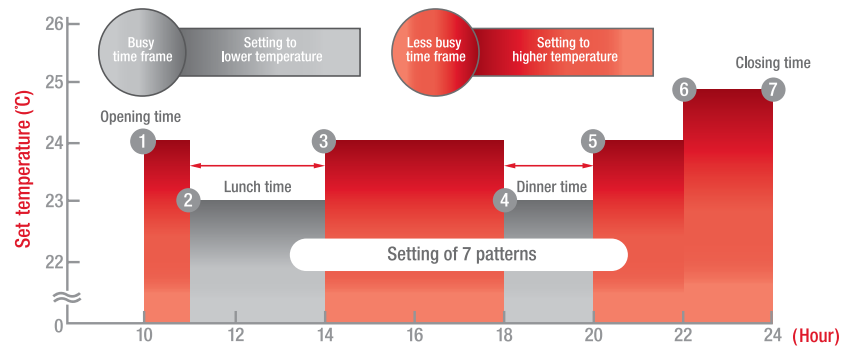 26
25
24
23
22
0
Set temperature (℃)
Busy
time frame
Setting to
lower temperature
Less busy
time frame
Setting to
higher temperature
Closing time
Opening time
1
2
3
4
5
6
7
Lunch time
Dinner time
Setting of 7 patterns
10
12
14
16
18
20
22
24
(Hour)